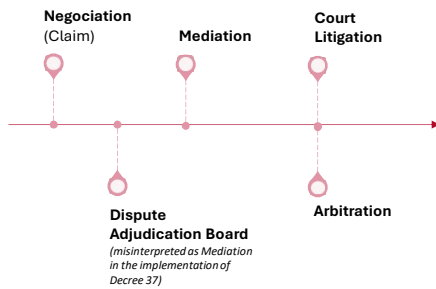 Negociation
(Claim)
Mediation
Court
Litigation
Dispute
Adjudication Board
(misinterpreted as Mediation
in the implementation of
Decree 37)
Arbitration